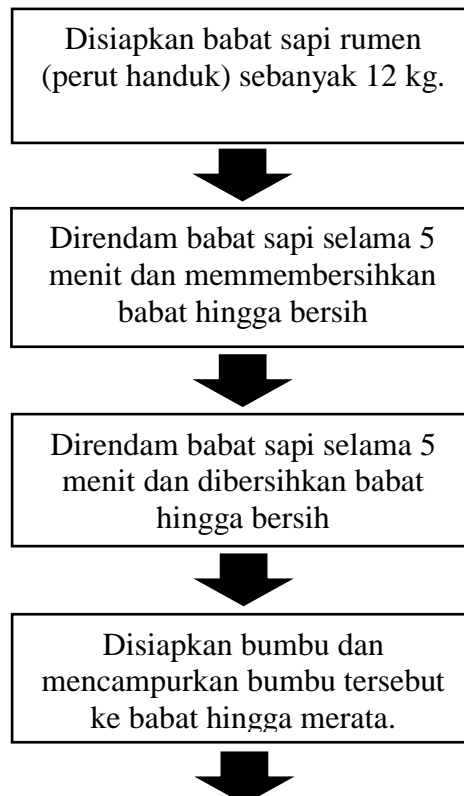 Disiapkan babat sapi rumen
(perut handuk) sebanyak 12 kg.
Direndam babat sapi selama 5
menit dan memmembersihkan
babat hingga bersih
Direndam babat sapi selama 5
menit dan dibersihkan babat
hingga bersih
Disiapkan bumbu dan
mencampurkan bumbu tersebut
ke babat hingga merata.